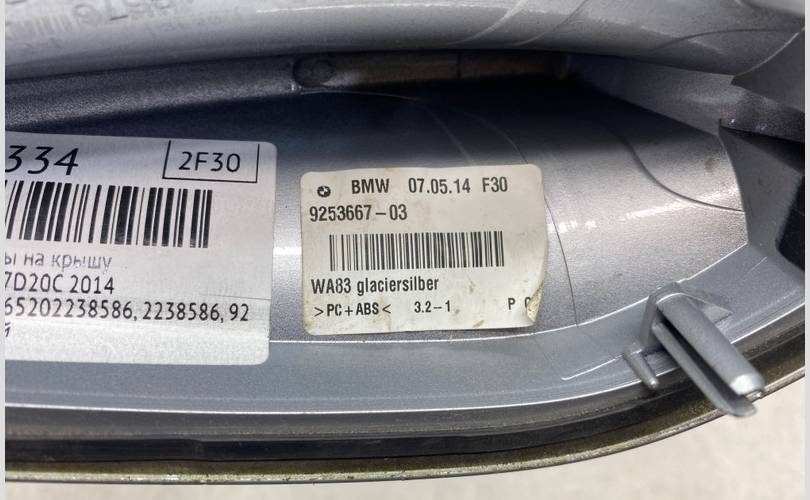 334
2F30
ы на крышу
7D20C 2014
65202238586, 2238586, 92
й
BMW 07.05.14 F30
9253667-03
WA83 glaciersilber
>PC+ABS< 3.2-1 P